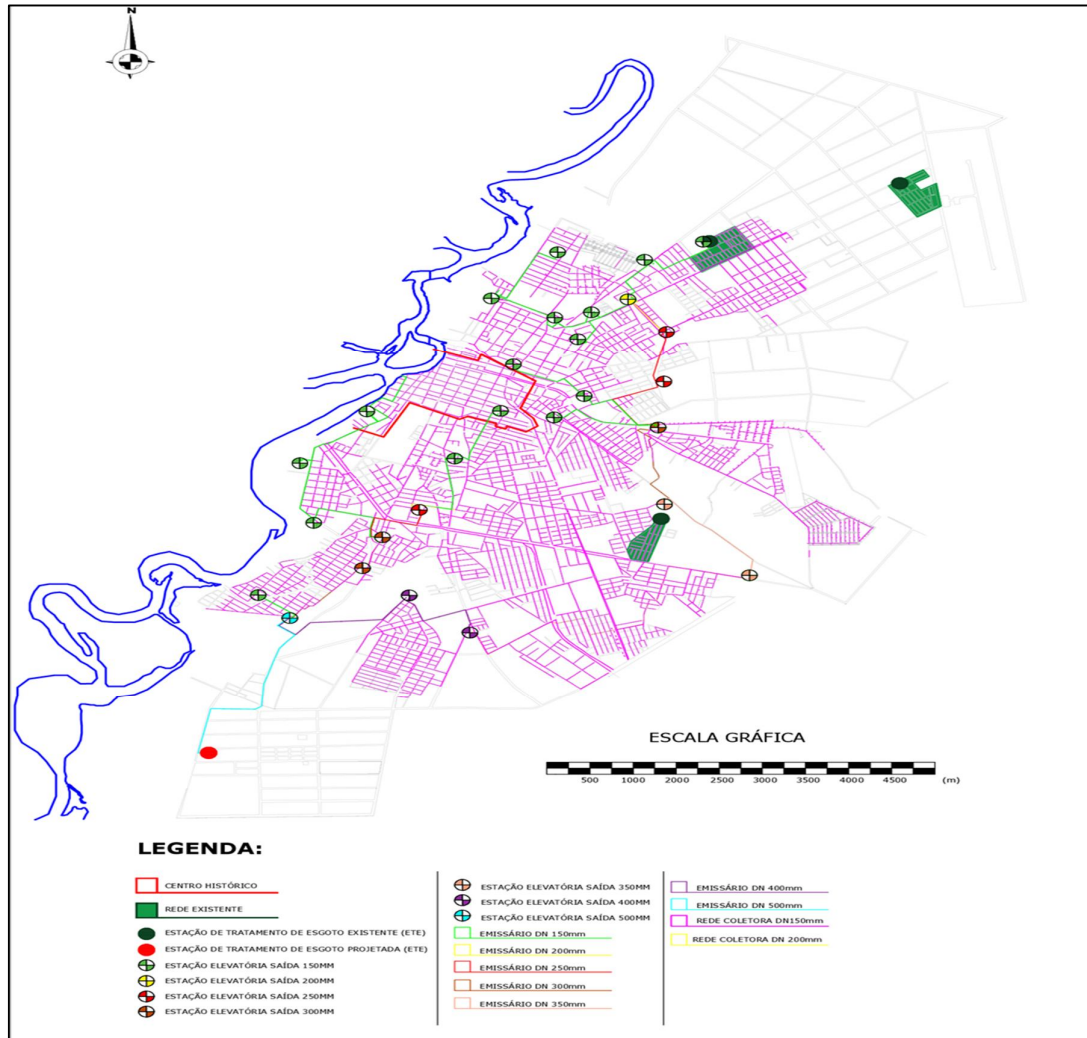 N
ESCALA GRÁFICA
500 1000 2000 2500 3000 3500 4000 4500 (m)
LEGENDA:
CENTRO HISTÓRICO
REDE EXISTENTE
ESTAÇÃO DE TRATAMENTO DE ESGOTO EXISTENTE (ETE)
ESTAÇÃO DE TRATAMENTO DE ESGOTO PROJETADA (ETE)
ESTAÇÃO ELEVATÓRIA SAÍDA 150MM
ESTAÇÃO ELEVATÓRIA SAÍDA 200MM
ESTAÇÃO ELEVATÓRIA SAÍDA 250MM
ESTAÇÃO ELEVATÓRIA SAÍDA 300MM
ESTAÇÃO ELEVATÓRIA SAÍDA 350MM
ESTAÇÃO ELEVATÓRIA SAÍDA 400MM
ESTAÇÃO ELEVATÓRIA SAÍDA 500MM
EMISSÁRIO DN 150mm
EMISSÁRIO DN 200mm
EMISSÁRIO DN 250mm
EMISSÁRIO DN 300mm
EMISSÁRIO DN 350mm
EMISSÁRIO DN 400mm
EMISSÁRIO DN 500mm
REDE COLETORA DN150mm
REDE COLETORA DN 200mm